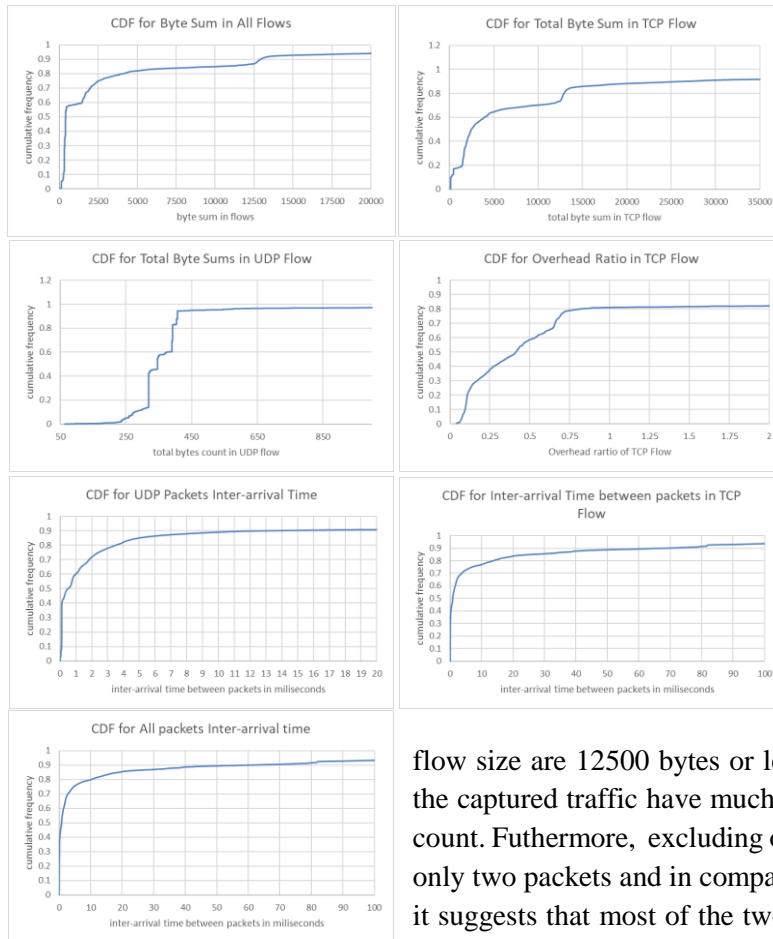 CDF for Byte Sum in All Flows
cumulative frequency
1
0.9
0.8
0.7
0.6
0.5
0.4
0.3
0.2
0.1
0
0 2500 5000 7500 10000 12500 15000 17500 20000
byte sum in flows
CDF for Total Byte Sum in TCP Flow
cumulative frequency
1.2
1
0.8
0.6
0.4
0.2
0
0 5000 10000 15000 20000 25000 30000 35000
total byte sum in TCP flow
CDF for Total Byte Sums in UDP Flow
cumulative frequency
1.2
1
0.8
0.6
0.4
0.2
0
50 250 450 650 850
total bytes count in UDP flow
CDF for Overhead Ratio in TCP Flow
cumulative frequency
1
0.9
0.8
0.7
0.6
0.5
0.4
0.3
0.2
0.1
0
0 0.25 0.5 0.75 1 1.25 1.5 1.75 2
Overhead rartio of TCP Flow
CDF for UDP Packets Inter-arrival Time
cumulative frequency
1
0.9
0.8
0.7
0.6
0.5
0.4
0.3
0.2
0.1
0
0 1 2 3 4 5 6 7 8 9 10 11 12 13 14 15 16 17 18 19 20
inter-arrival time between packets in miliseconds
CDF for Inter-arrival Time between packets in TCP
Flow
cumulative frequency
1
0.9
0.8
0.7
0.6
0.5
0.4
0.3
0.2
0.1
0
0 10 20 30 40 50 60 70 80 90 100
inter-arrival time between packets in miliseconds
CDF for All packets Inter-arrival time
cumulative frequency
1
0.9
0.8
0.7
0.6
0.5
0.4
0.3
0.2
0.1
0
0 10 20 30 40 50 60 70 80 90 100
inter-arrival time between packets in miliseconds
flow size are 12500 bytes or le
the captured traffic have much
count. Futhermore, excluding
only two packets and in compa
it suggests that most of the tw